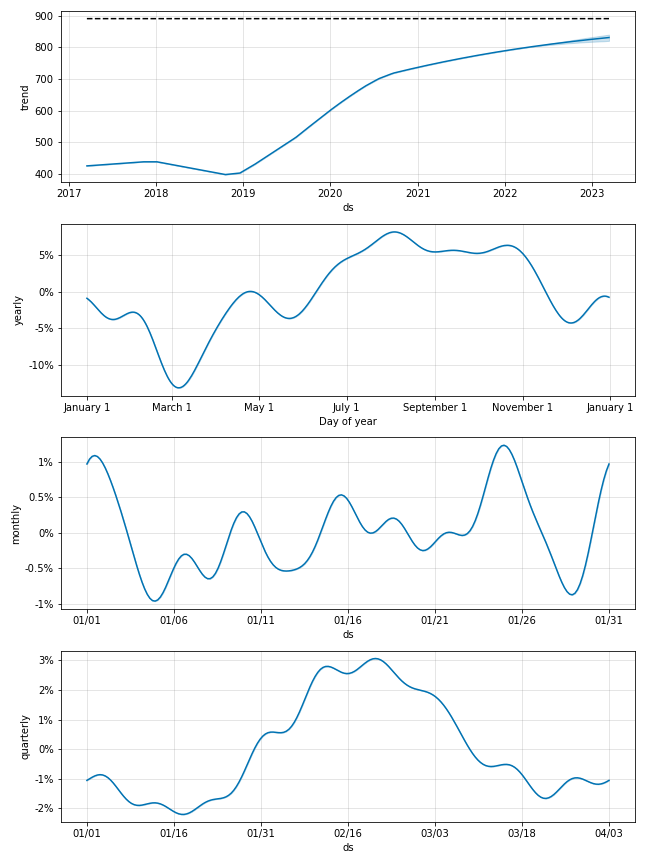 900
800
700
600
500
400
trend
2017 2018 2019 2020 2021 2022 2023
ds
5%
0%
-5%
-10%
yearly
January 1 March 1 May 1 July 1 September 1 November 1 January 1
Day of year
1%
0.5%
0%
-0.5%
-1%
monthly
01/01 01/06 01/11 01/16 01/21 01/26 01/31
ds
3%
2%
1%
0%
-1%
-2%
quarterly
01/01 01/16 01/31 02/16 03/03 03/18 04/03
ds